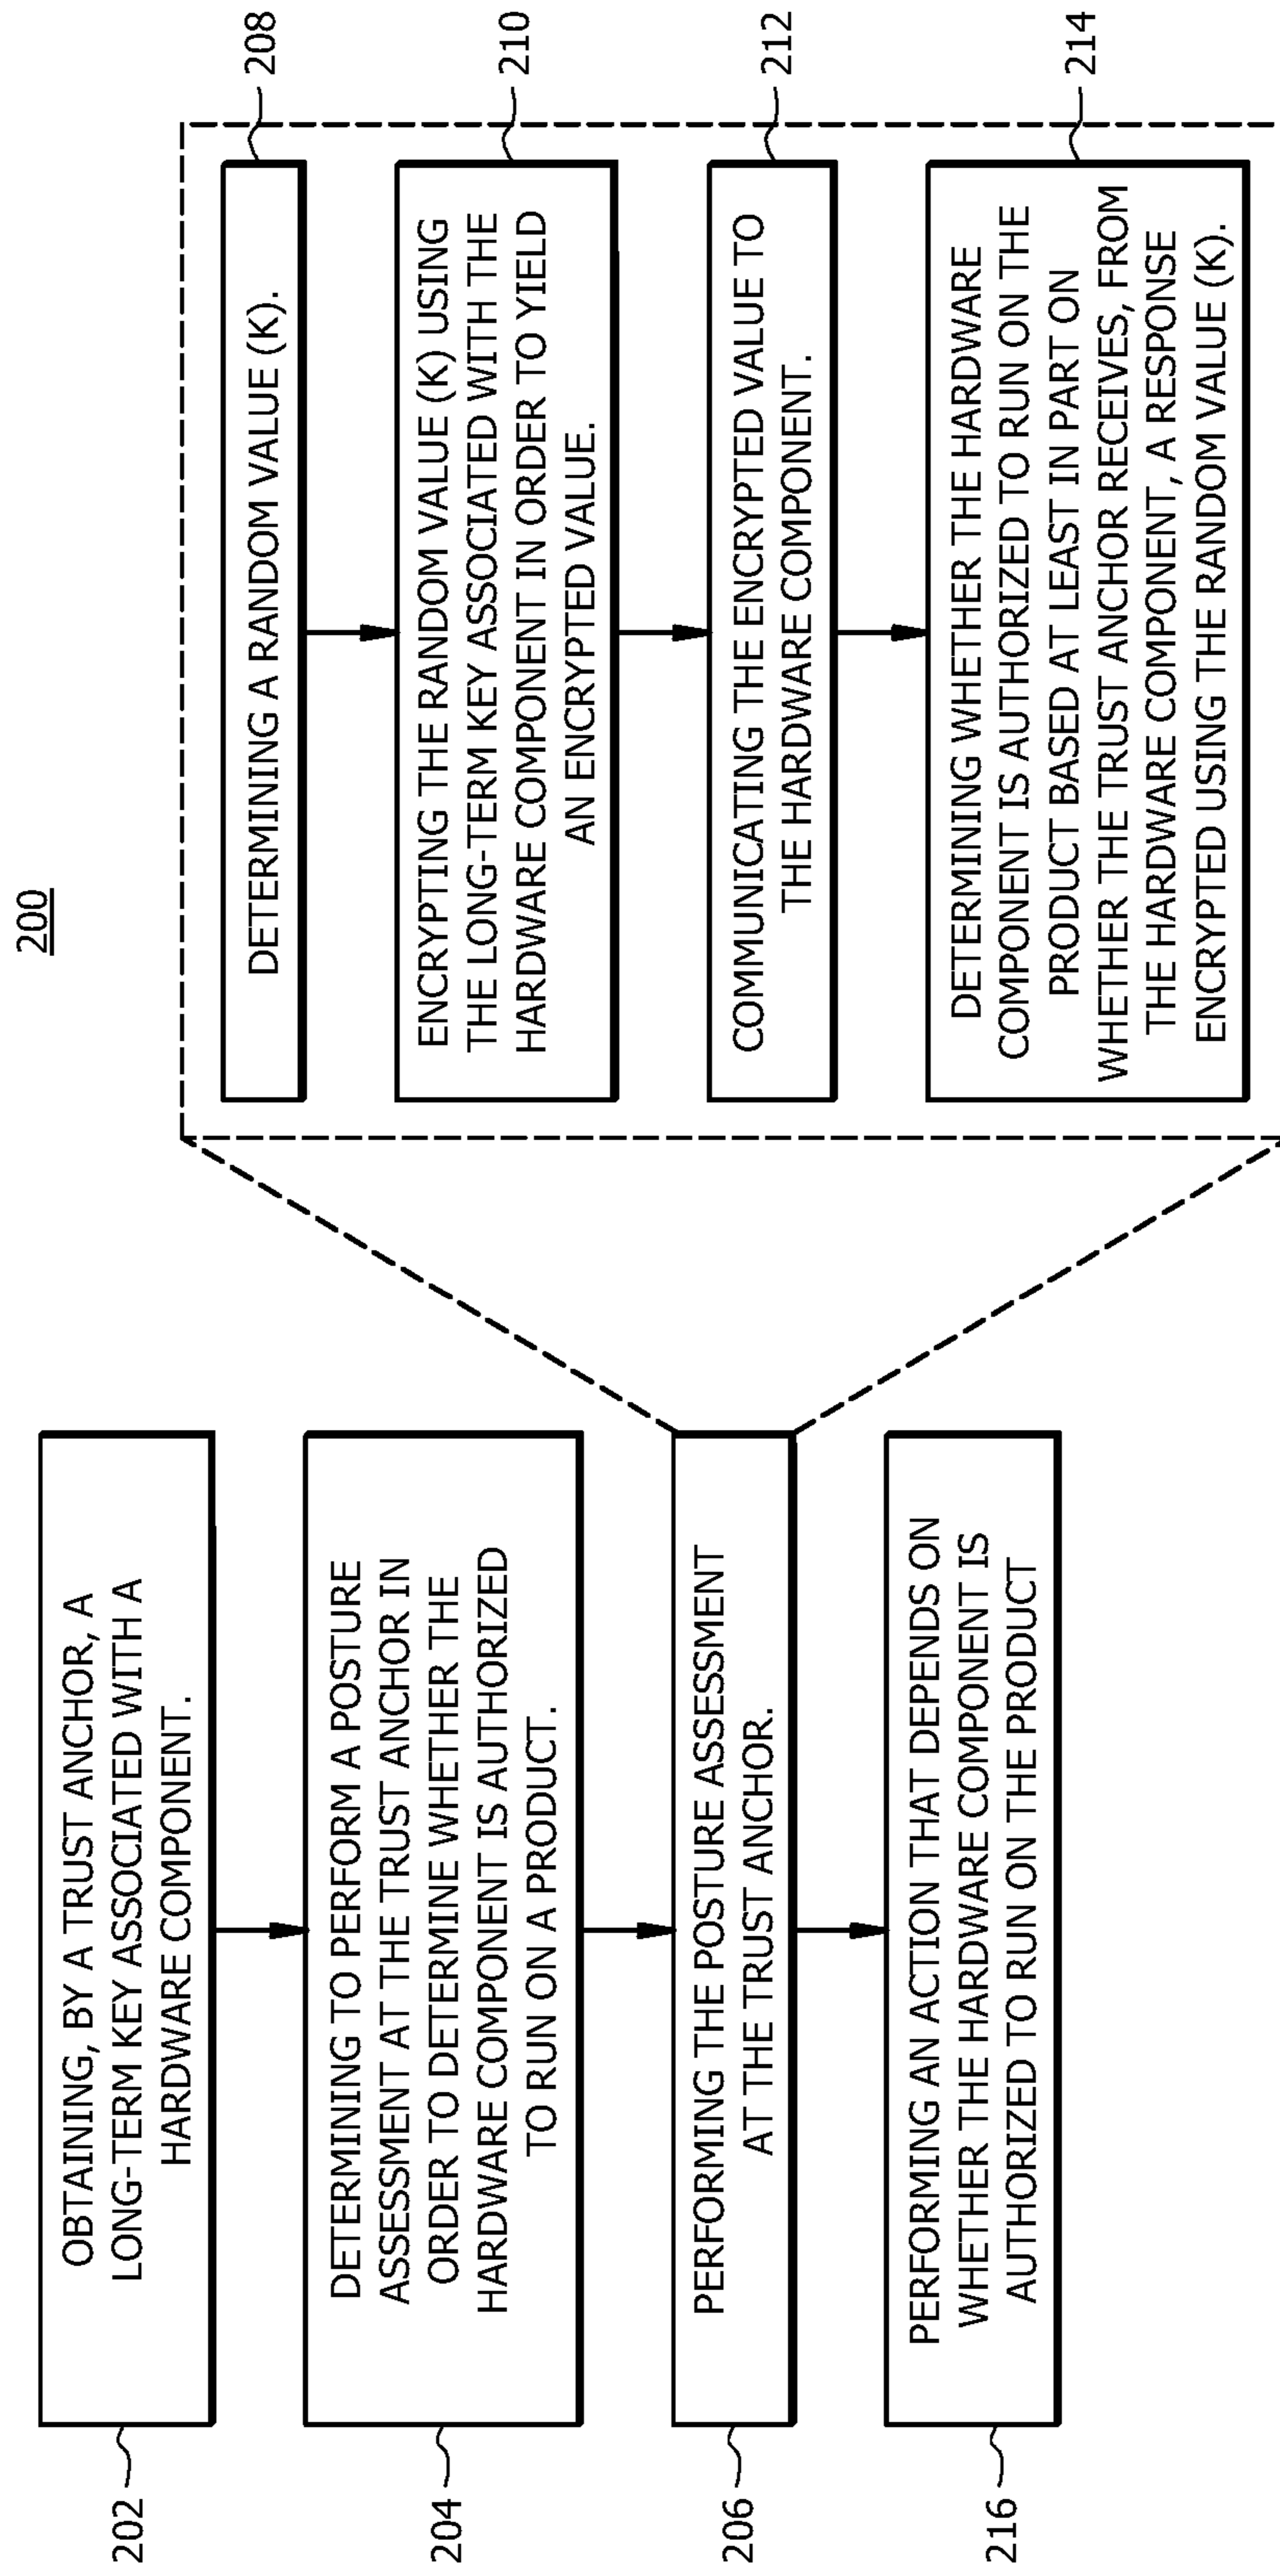 200
202
OBTAINING, BY A TRUST ANCHOR, A
LONG-TERM KEY ASSOCIATED WITH A
HARDWARE COMPONENT.
204
DETERMINING TO PERFORM A POSTURE
ASSESSMENT AT THE TRUST ANCHOR IN
ORDER TO DETERMINE WHETHER THE
HARDWARE COMPONENT IS AUTHORIZED
TO RUN ON A PRODUCT.
206
PERFORMING THE POSTURE ASSESSMENT
AT THE TRUST ANCHOR.
216
PERFORMING AN ACTION THAT DEPENDS ON
WHETHER THE HARDWARE COMPONENT IS
AUTHORIZED TO RUN ON THE PRODUCT
208
DETERMINING A RANDOM VALUE (K).
210
ENCRYPTING THE RANDOM VALUE (K) USING
THE LONG-TERM KEY ASSOCIATED WITH THE
HARDWARE COMPONENT IN ORDER TO YIELD
AN ENCRYPTED VALUE.
212
COMMUNICATING THE ENCRYPTED VALUE TO
THE HARDWARE COMPONENT.
214
DETERMINING WHETHER THE HARDWARE
COMPONENT IS AUTHORIZED TO RUN ON THE
PRODUCT BASED AT LEAST IN PART ON
WHETHER THE TRUST ANCHOR RECEIVES, FROM
THE HARDWARE COMPONENT, A RESPONSE
ENCRYPTED USING THE RANDOM VALUE (K).